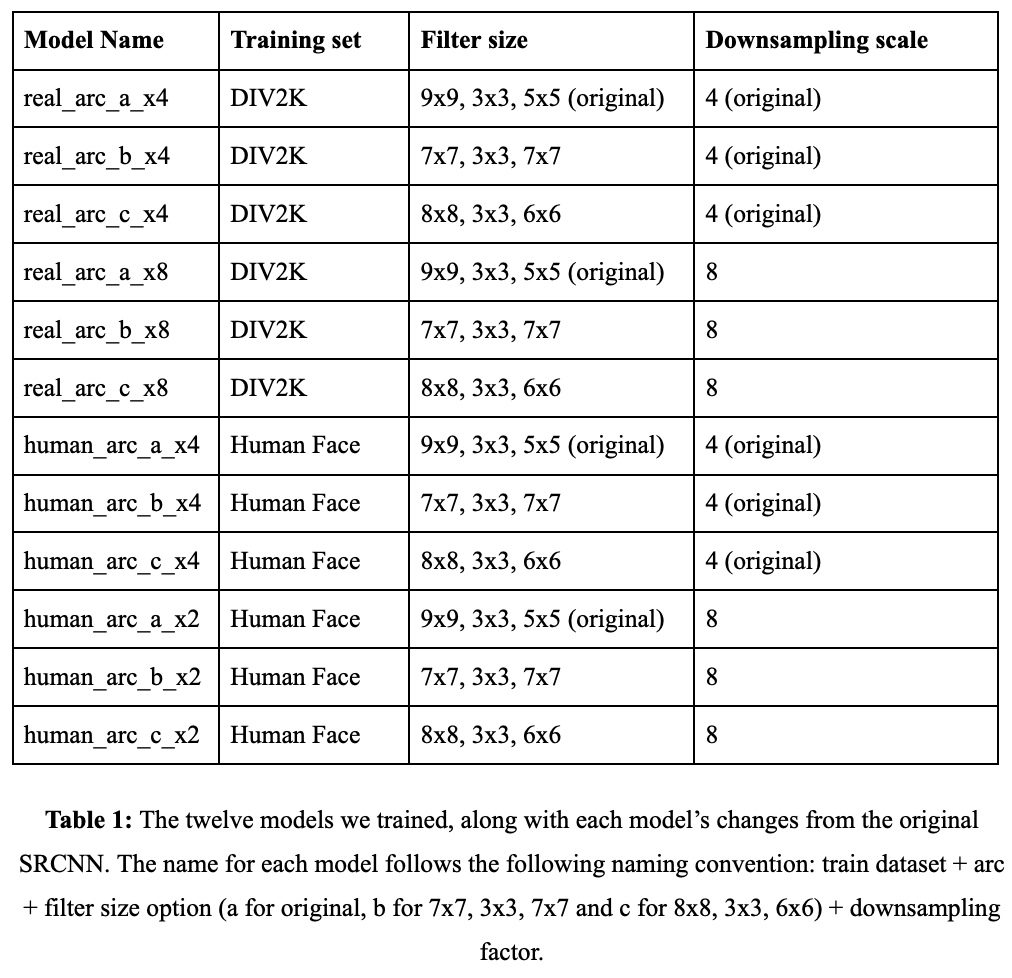 Model Name Training set Filter size Downsampling scale
real_arc_a_x4 DIV2K 9x9, 3x3, 5x5 (original) 4 (original)
real_arc_b_x4 DIV2K 7x7, 3x3, 7x7 4 (original)
real_arc_c_x4 DIV2K 8x8, 3x3, 6x6 4 (original)
real_arc_a_x8 DIV2K 9x9, 3x3, 5x5 (original) 8
real_arc_b_x8 DIV2K 7x7, 3x3, 7x7 8
real_arc_c_x8 DIV2K 8x8, 3x3, 6x6 8
human_arc_a_x4 Human Face 9x9, 3x3, 5x5 (original) 4 (original)
human_arc_b_x4 Human Face 7x7, 3x3, 7x7 4 (original)
human_arc_c_x4 Human Face 8x8, 3x3, 6x6 4 (original)
human_arc_a_x2 Human Face 9x9, 3x3, 5x5 (original) 8
human_arc_b_x2 Human Face 7x7, 3x3, 7x7 8
human_arc_c_x2 Human Face 8x8, 3x3, 6x6 8
Table 1: The twelve models we trained, along with each model’s changes from the original
SRCNN. The name for each model follows the following naming convention: train dataset + arc
+ filter size option (a for original, b for 7x7, 3x3, 7x7 and c for 8x8, 3x3, 6x6) + downsampling
factor.